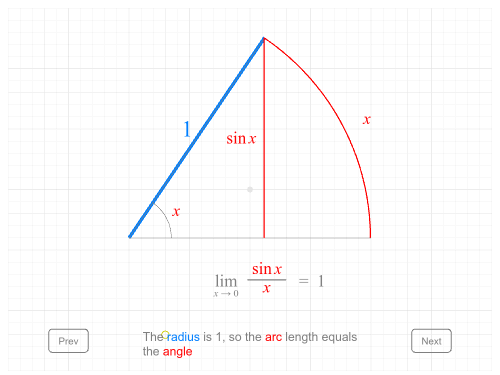 1
sin x
x
x
lim x → 0 sin x / x = 1
Prev
The radius is 1, so the arc length equals
the angle
Next